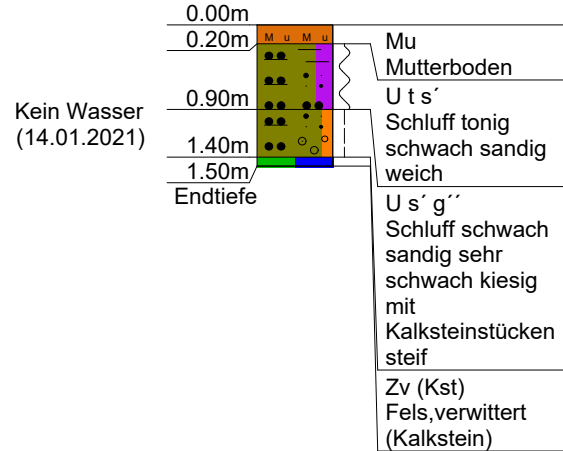 0.00m
0.20m
0.90m
1.40m
1.50m
Endtiefe
Kein Wasser
(14.01.2021)
M u M u
Mu
Mutterboden
U t s´
Schluff tonig
schwach sandig
weich
U s´ g´´
Schluff schwach
sandig sehr
schwach kiesig
mit
Kalksteinstücken
steif
Zv (Kst)
Fels,verwittert
(Kalkstein)